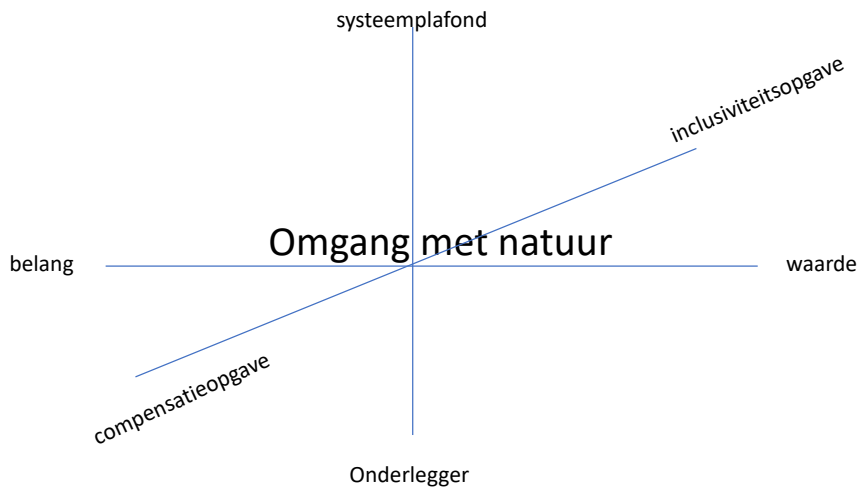 systeemplafond
inclusiviteitsopgave
Omgang met natuur
belang
waarde
compensatieopgave
Onderlegger